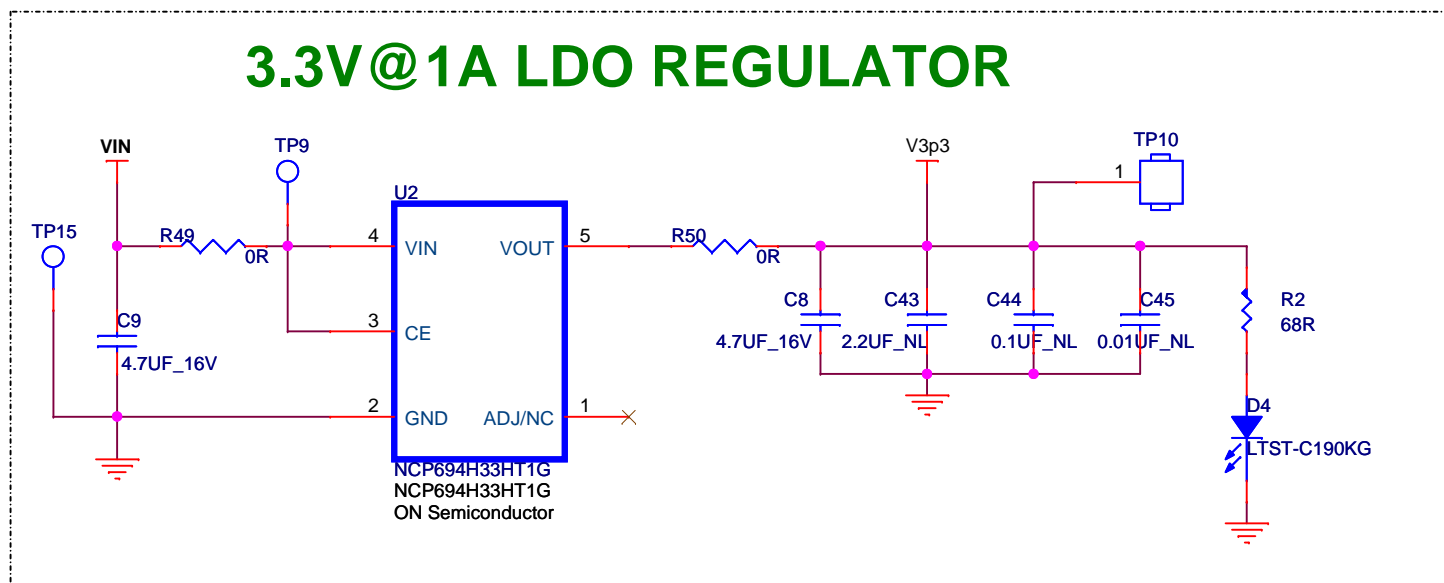 3.3V@1A LDO REGULATOR
VIN
TP9
V3p3
TP10
1
U2
TP15
R49
0R
4
VIN
VOUT
5
R50
0R
C9
4.7UF_16V
3
CE
C8
4.7UF_16V
C43
2.2UF_NL
C44
0.1UF_NL
C45
0.01UF_NL
R2
68R
2
GND
ADJ/NC
1
D4
LTST-C190KG
NCP694H33HT1G
NCP694H33HT1G
ON Semiconductor